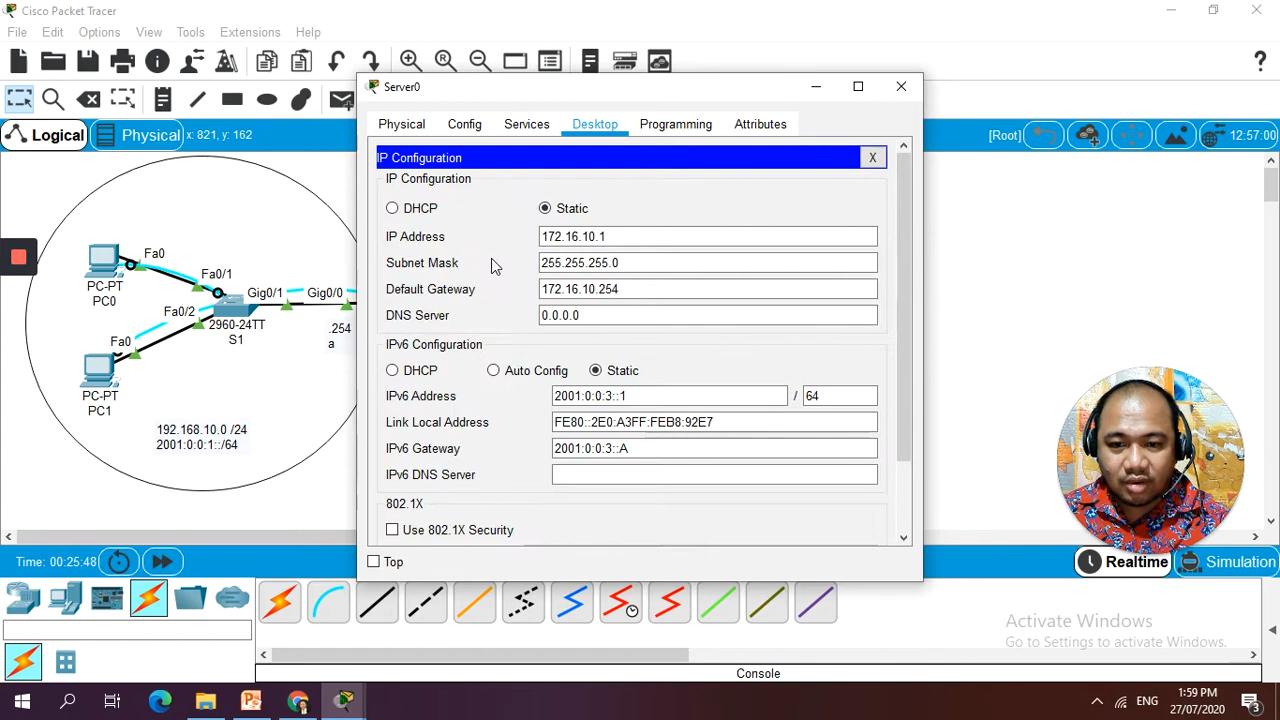 Cisco Packet Tracer
File Edit Options View Tools Extensions Help
Server0
Logical Physical x: 821, y: 162 [Root] 12:57:00
Physical Config Services Desktop Programming Attributes
IP Configuration X
IP Configuration
DHCP Static
IP Address 172.16.10.1
Subnet Mask 255.255.255.0
Default Gateway 172.16.10.254
DNS Server 0.0.0.0
IPv6 Configuration
DHCP Auto Config Static
IPv6 Address 2001:0:0:3::1 / 64
Link Local Address FE80::2E0:A3FF:FEB8:92E7
IPv6 Gateway 2001:0:0:3::A
IPv6 DNS Server
802.1X
Use 802.1X Security
Top
Fa0
PC-PT
PC0
Fa0/1
Gig0/1 Gig0/0
Fa0/2
2960-24TT
S1
.254
a
Fa0
PC-PT
PC1
192.168.10.0 /24
2001:0:0:1::/64
Time: 00:25:48 Realtime Simulation
Activate Windows
Go to Settings to activate Windows.
Console
ENG
1:59 PM
27/07/2020
3